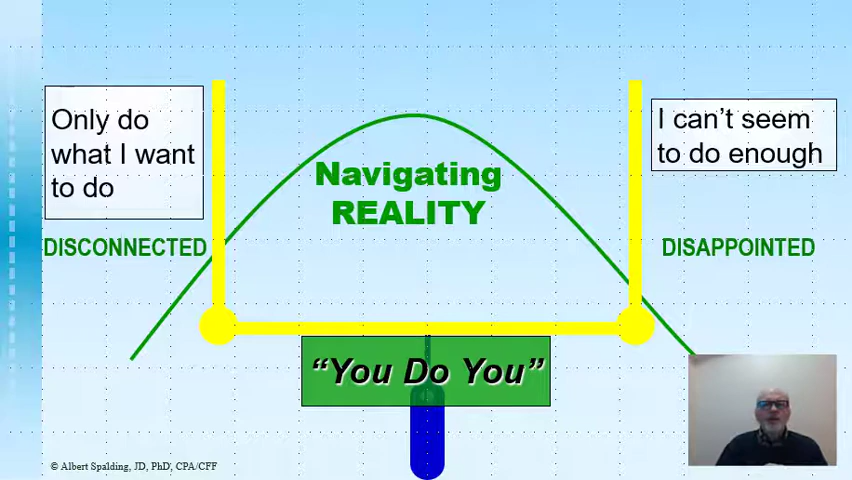 Only do
what I want
to do
I can’t seem
to do enough
Navigating
REALITY
DISCONNECTED
DISAPPOINTED
“You Do You”
© Albert Spalding, JD, PhD, CPA/CFF